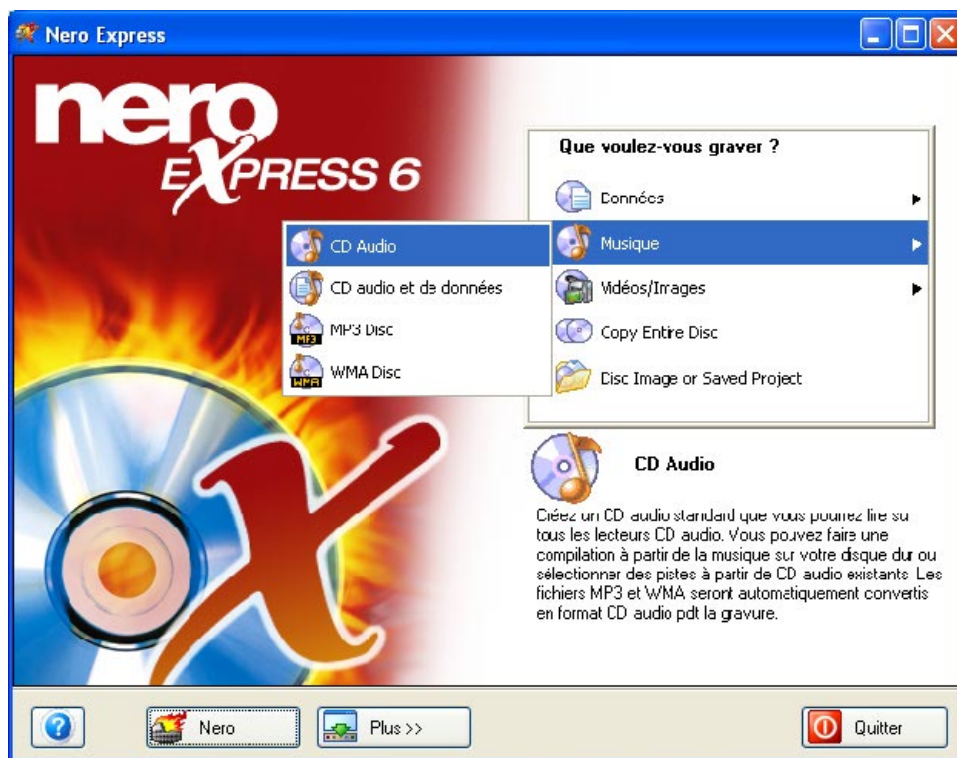 Nero Express
nero
EXPRESS 6
Que voulez-vous graver ?
Données
Musique
Vidéos/Images
Copy Entire Disc
Disc Image or Saved Project
CD Audio
CD audio et de données
MP3 Disc
WMA Disc
MP3
WMA
CD Audio
Créez un CD audio standard que vous pourrez lire su
tous les lecteurs CD audio. Vous pouvez faire une
compilation à partir de la musique sur votre disque dur ou
sélectionner des pistes à partir de CD audio existants. Les
fichiers MP3 et WMA seront automatiquement convertis
en format CD audio pdt la gravure.
Nero
Plus >>
Quitter